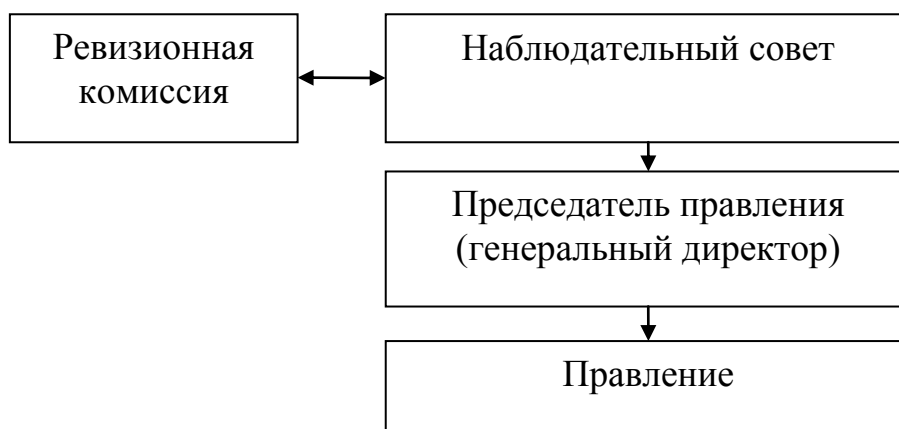 Ревизионная
комиссия
Наблюдательный совет
Председатель правления
(генеральный директор)
Правление